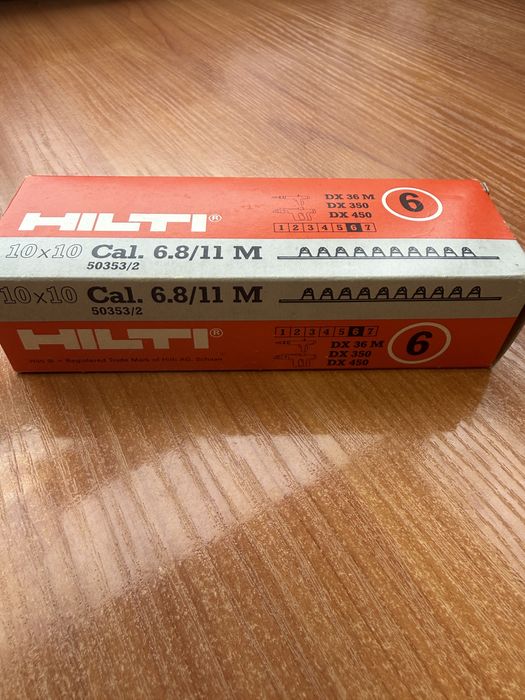 HILTI®
DX 36 M
DX 350
DX 450
1 2 3 4 5 6 7
6
10x10 Cal. 6.8/11 M
50353/2
10x10 Cal. 6.8/11 M
50353/2
HILTI®
1 2 3 4 5 6 7
DX 36 M
DX 350
DX 450
6
Hilti ® = Registered Trade Mark of Hilti AG, Schaan